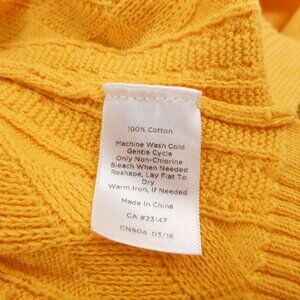 100% Cotton
Machine Wash Cold
Gentle Cycle
Only Non-Chlorine
Bleach When Needed
Reshape, Lay Flat To
Dry
Warm Iron, If Needed
Made In China
CA #23147
CN904 03/16